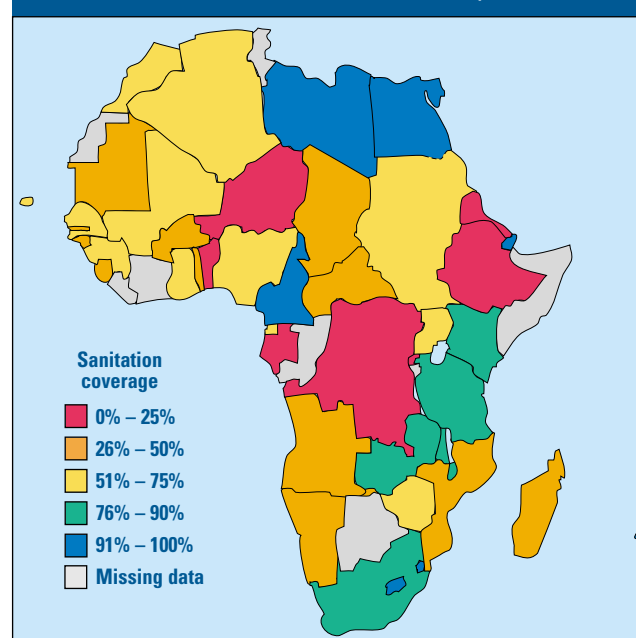 Sanitation
coverage
0% – 25%
26% – 50%
51% – 75%
76% – 90%
91% – 100%
Missing data